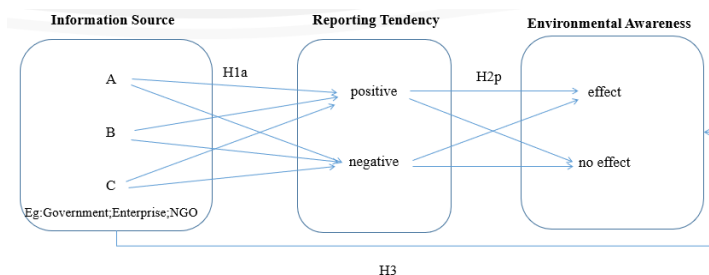 Information Source
Reporting Tendency
Environmental Awareness
A
H1a
positive
H2p
effect
B
C
negative
no effect
Eg:Government;Enterprise;NGO
H3